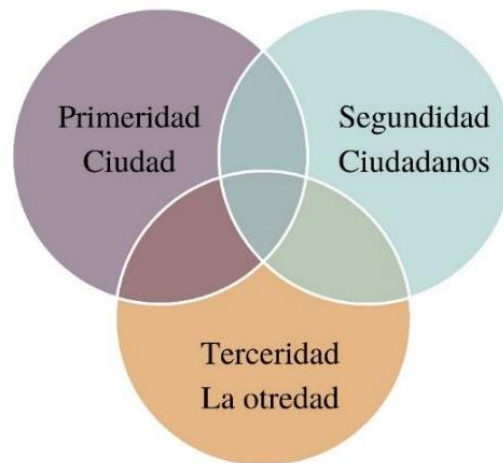 Primeridad
Ciudad
Segundidad
Ciudadanos
Terceridad
La otredad